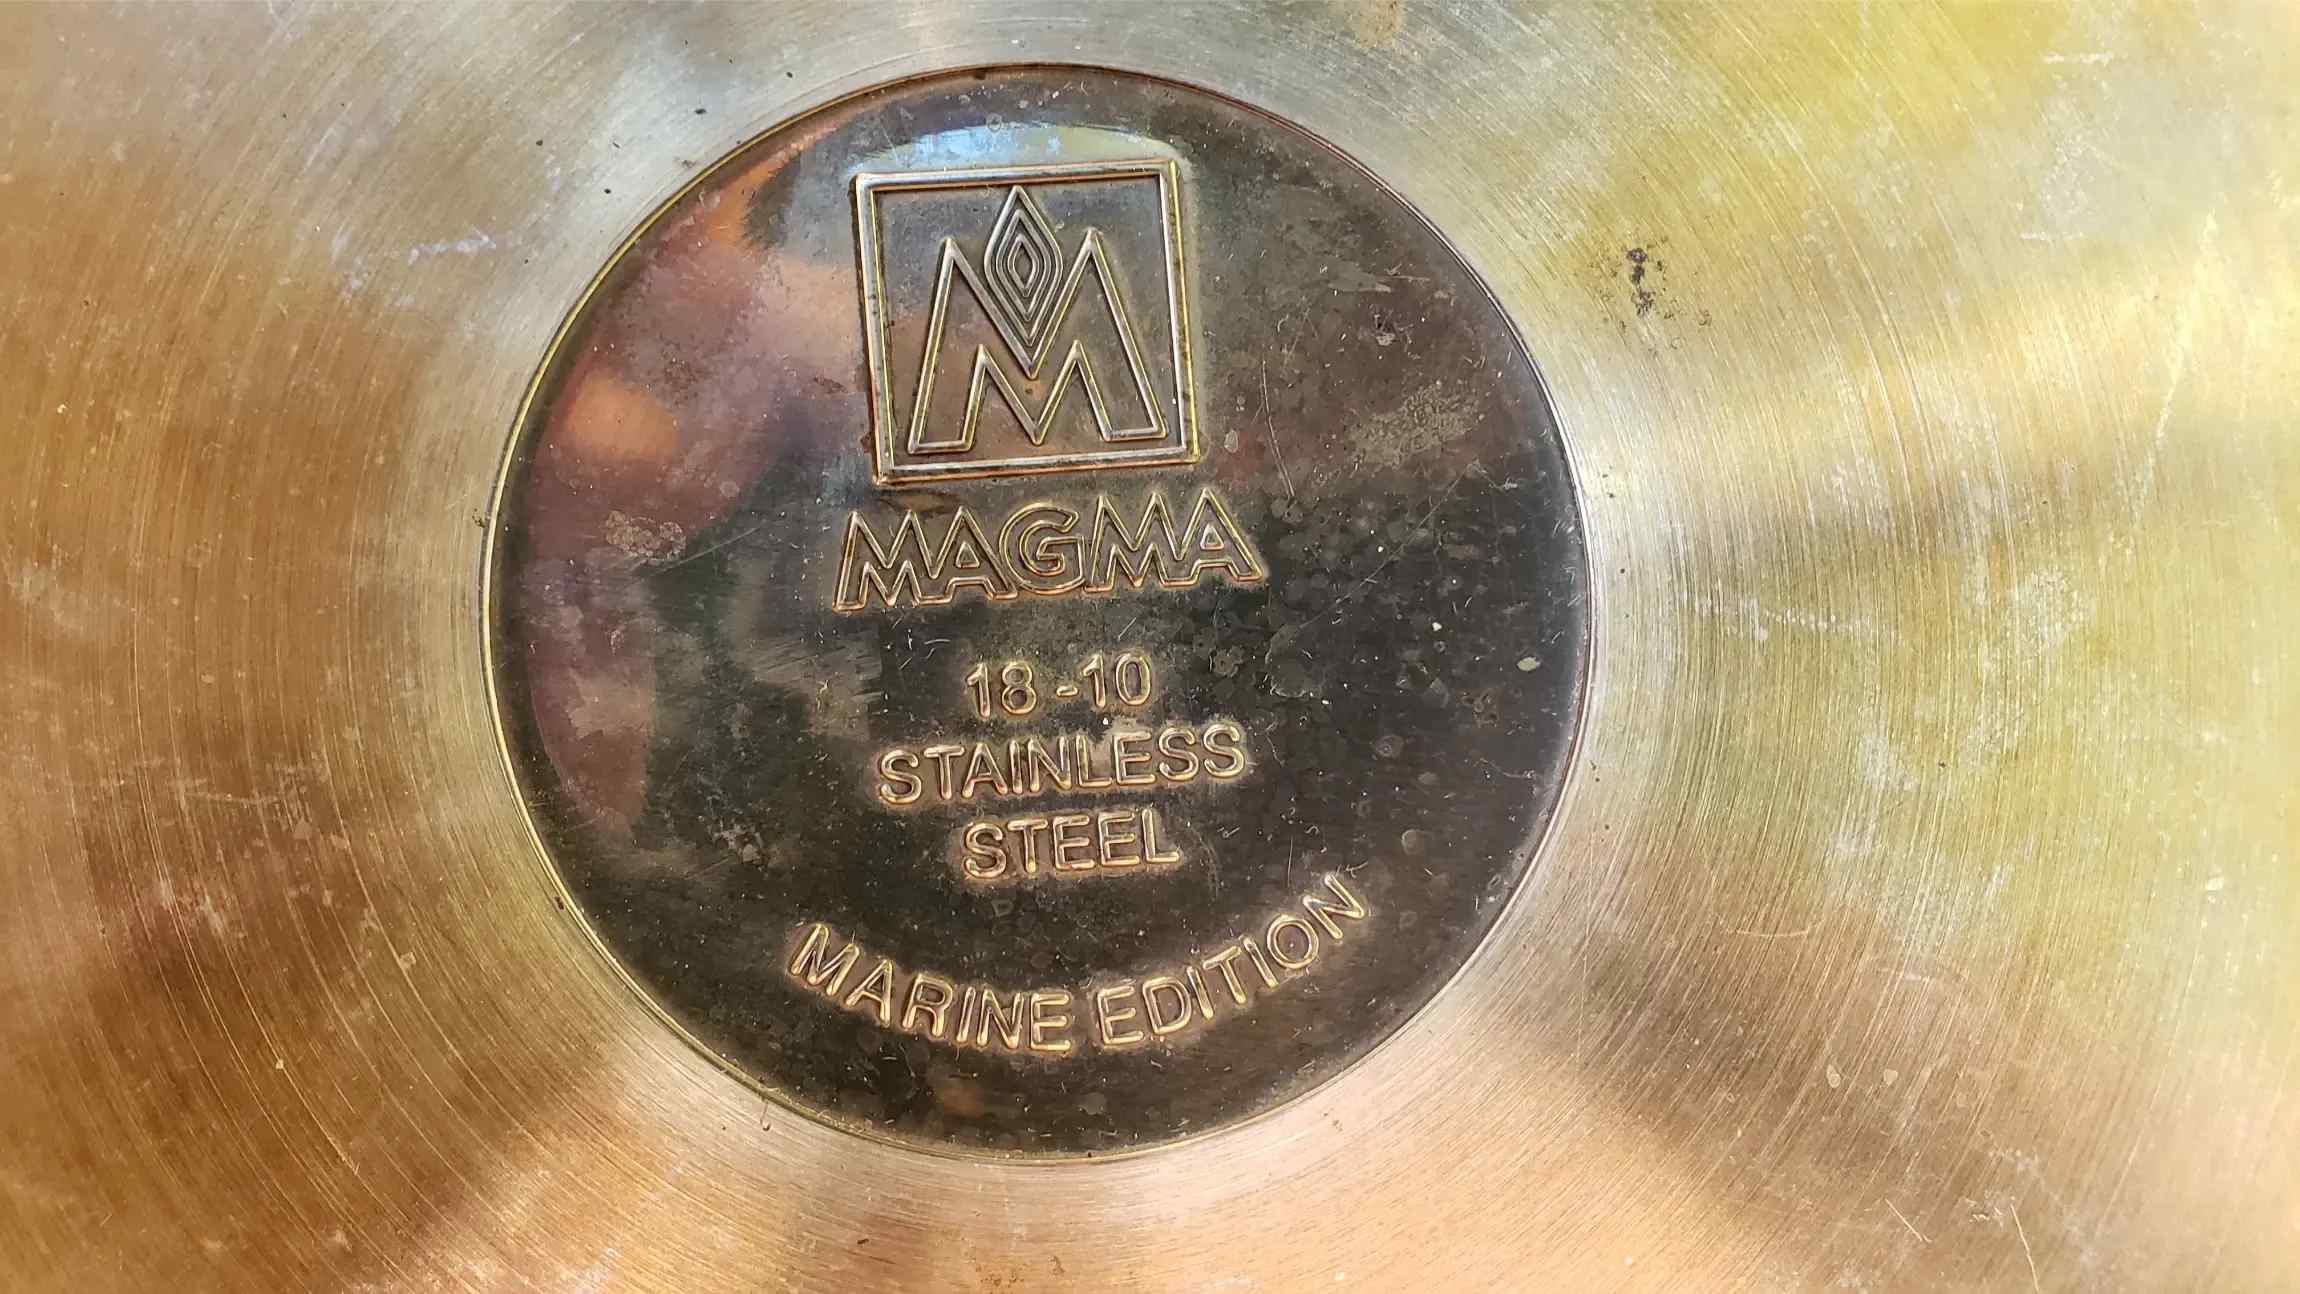 MAGMA
18-10
STAINLESS
STEEL
MARINE EDITION